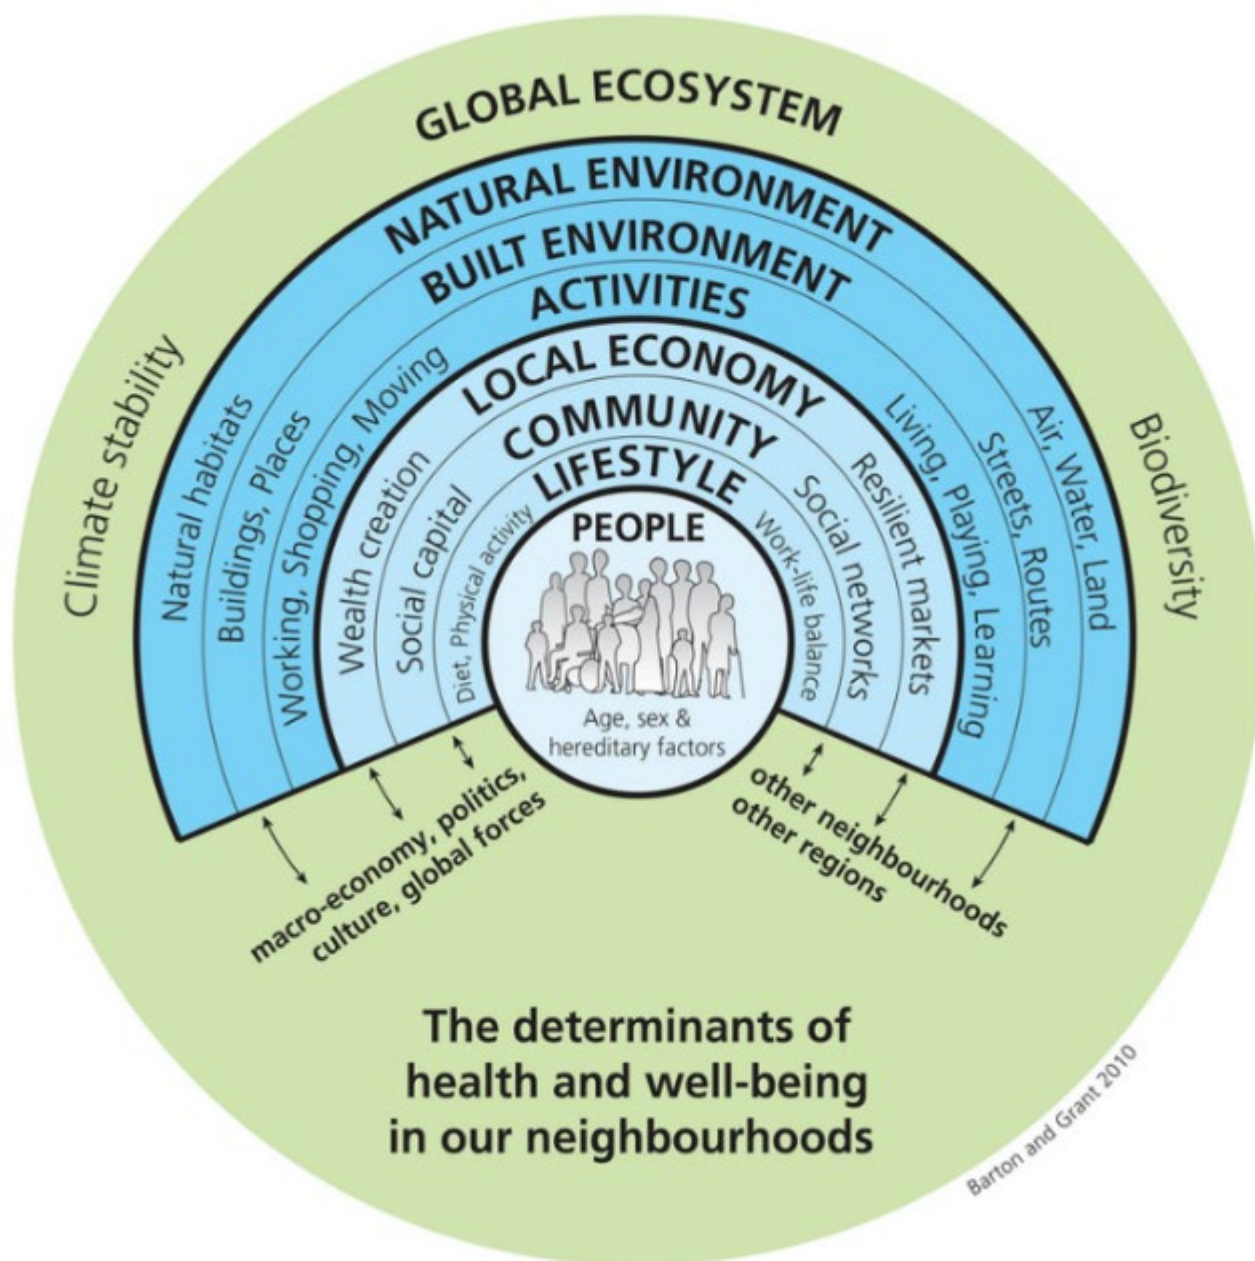 GLOBAL ECOSYSTEM
NATURAL ENVIRONMENT
BUILT ENVIRONMENT
ACTIVITIES
LOCAL ECONOMY
COMMUNITY
LIFESTYLE
PEOPLE
Age, sex &
hereditary factors
Climate stability
Natural habitats
Buildings, Places
Working, Shopping, Moving
Wealth creation
Social capital
Diet, Physical activity
Work-life balance
Social networks
Resilient markets
Living, Playing, Learning
Streets, Routes
Air, Water, Land
Biodiversity
macro-economy, politics,
culture, global forces
other neighbourhoods
other regions
The determinants of
health and well-being
in our neighbourhoods
Barton and Grant 2010